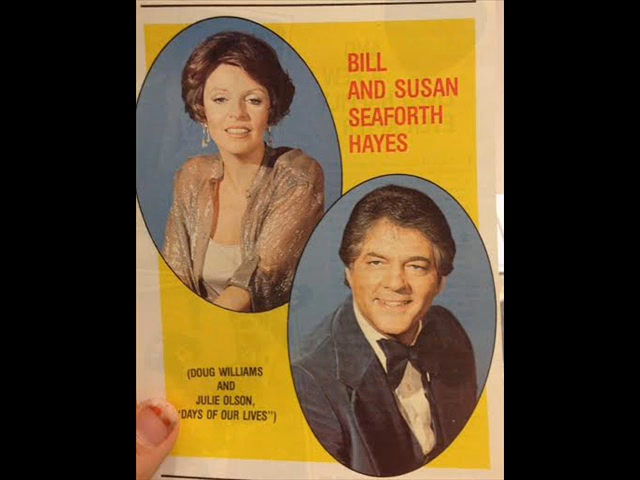 BILL
AND SUSAN
SEAFORTH
HAYES
(DOUG WILLIAMS
AND
JULIE OLSON,
"DAYS OF OUR LIVES")